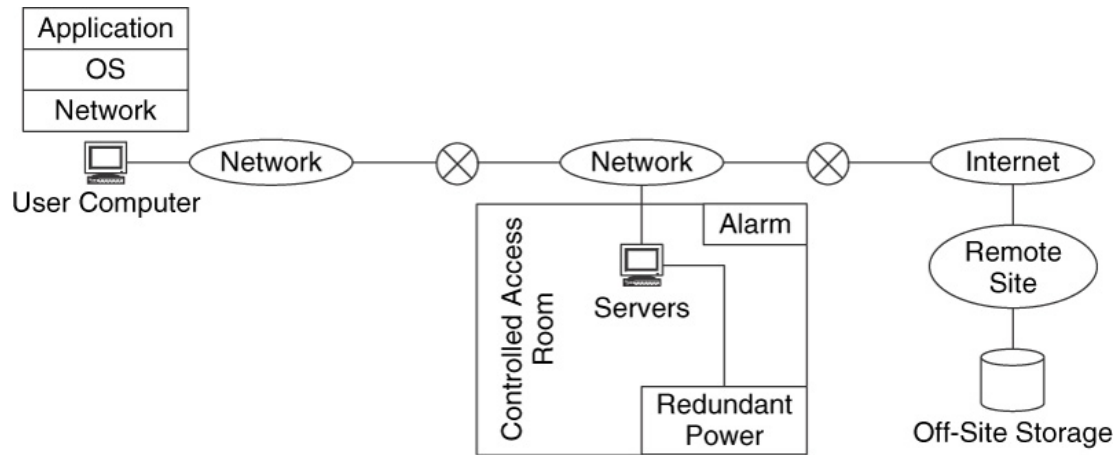 Application
OS
Network
User Computer
Network
Network
Internet
Alarm
Controlled Access
Room
Servers
Redundant
Power
Remote
Site
Off-Site Storage